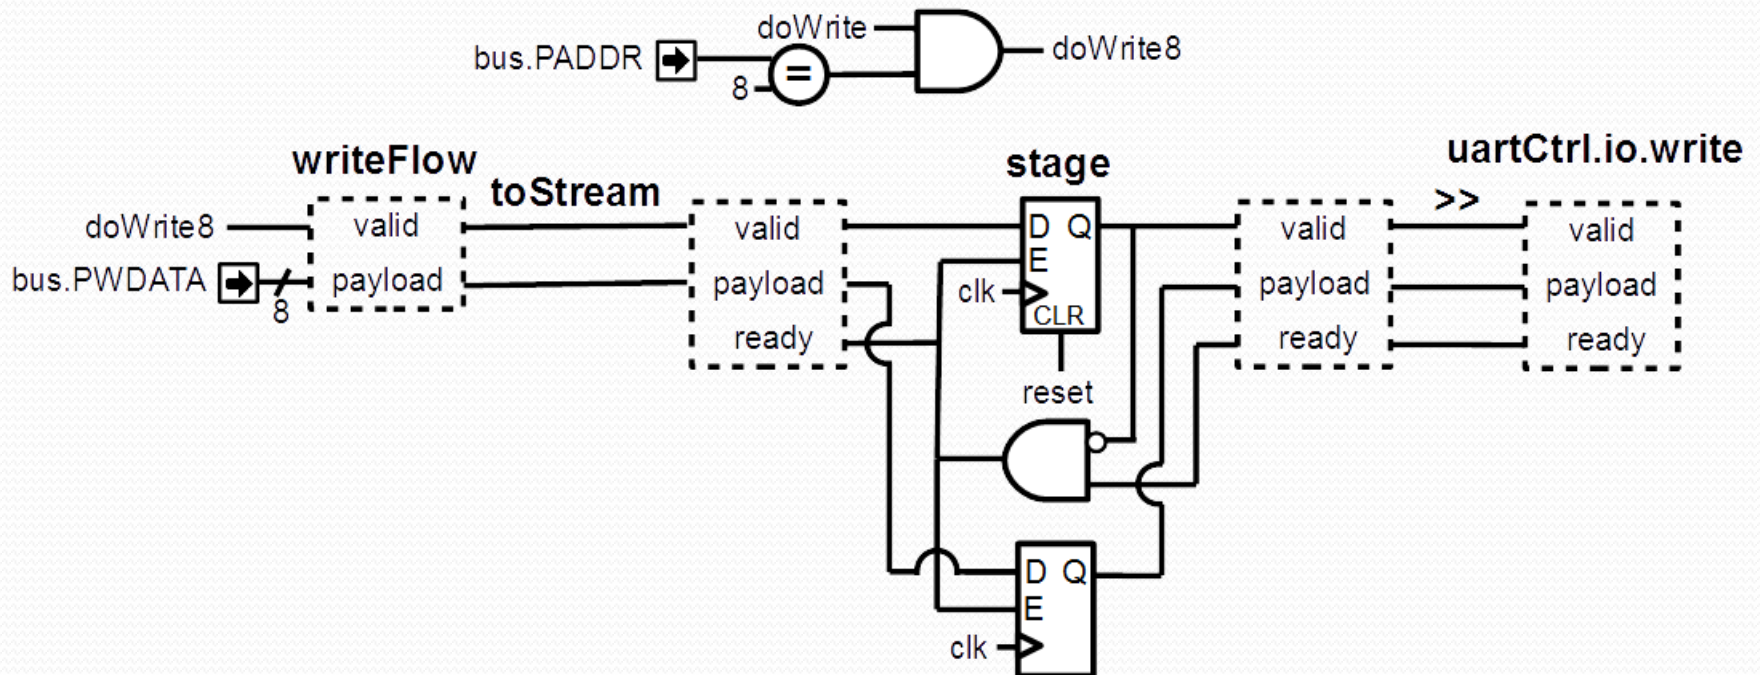 doWrite
bus.PADDR
=
8
doWrite8
writeFlow
toStream
stage
uartCtrl.io.write
>>
doWrite8
valid
valid
D Q
valid
valid
bus.PWDATA
8
payload
payload
E
payload
payload
clk
CLR
ready
ready
ready
reset
D Q
E
clk